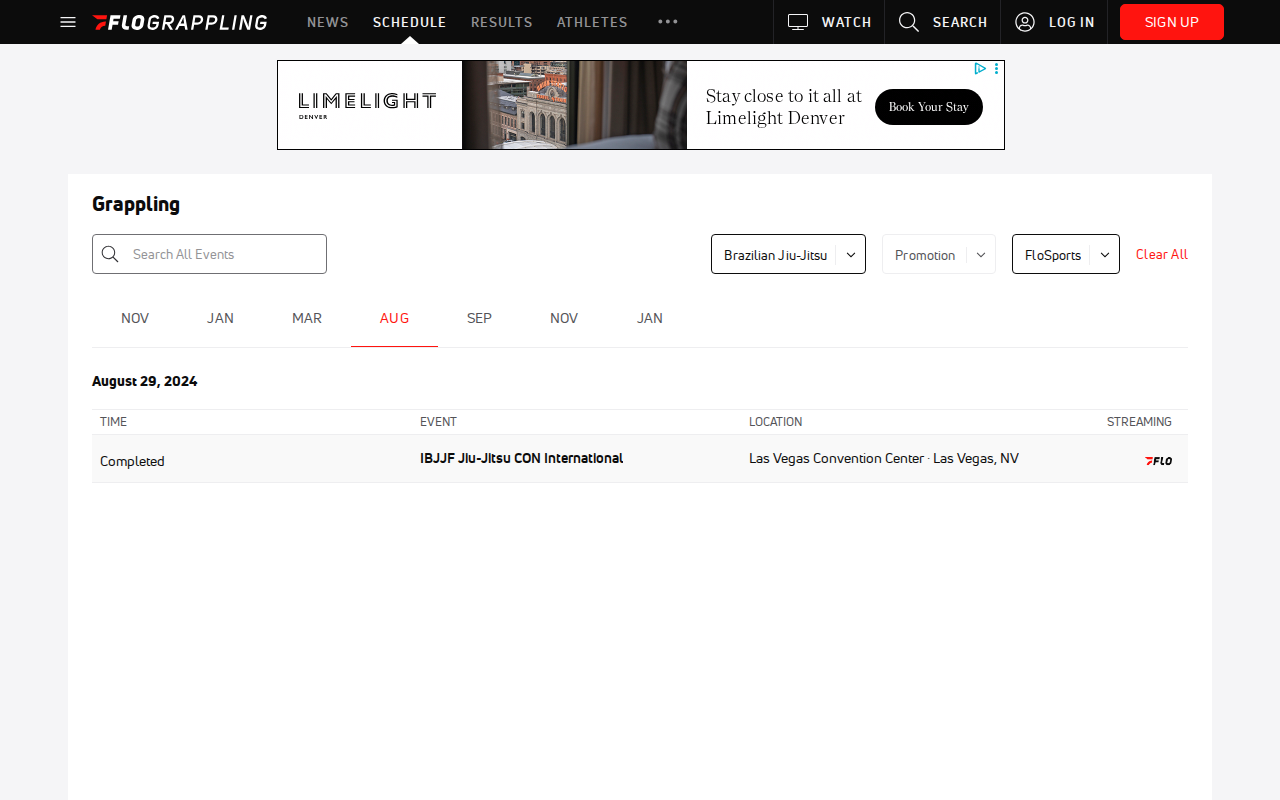 FLOGRAPPLING
NEWS
SCHEDULE
RESULTS
ATHLETES
WATCH
SEARCH
LOG IN
SIGN UP
LIMELIGHT
DENVER
Stay close to it all at
Limelight Denver
Book Your Stay
Grappling
Search All Events
Brazilian Jiu-Jitsu
Promotion
FloSports
Clear All
NOV
JAN
MAR
AUG
SEP
NOV
JAN
August 29, 2024
TIME
EVENT
LOCATION
STREAMING
Completed
IBJJF Jiu-Jitsu CON International
Las Vegas Convention Center · Las Vegas, NV
FLO